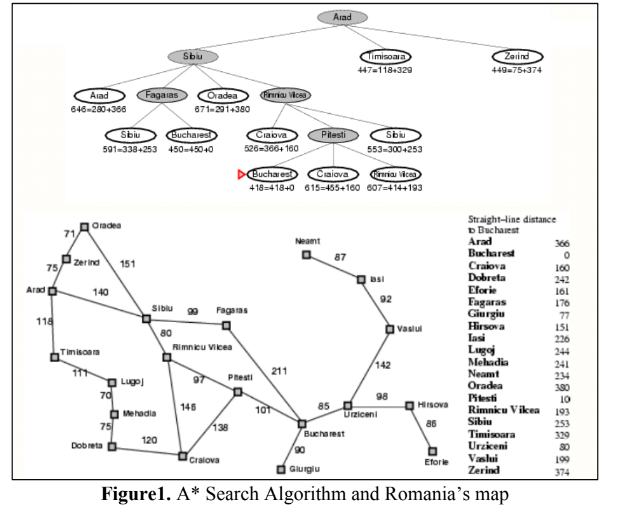 Arad
Sibiu Timisoara Zerind
447=118+329 449=75+374
Arad Fagaras Oradea Rimnicu Vilcea
646=280+366 671=291+380
Sibiu Bucharest Craiova Pitesti Sibiu
591=338+253 450=450+0 526=366+160 553=300+253
Bucharest Craiova Rimnicu Vilcea
418=418+0 615=455+160 607=414+193
Oradea
71
Zerind
75
151
Arad
140
118
Sibiu
99
Fagaras
80
Rimnicu Vilcea
Timisoara
111
Lugoj
70
Mehadia
75
Dobreta
120
Craiova
146
97
Pitesti
138
101
211
Bucharest
90
Giurgiu
85
Urziceni
98
Hirsova
86
Eforie
142
Vaslui
92
Iasi
87
Neamt
Straight-line distance
to Bucharest
Arad 366
Bucharest 0
Craiova 160
Dobreta 242
Eforie 161
Fagaras 176
Giurgiu 77
Hirsova 151
Iasi 226
Lugoj 244
Mehadia 241
Neamt 234
Oradea 380
Pitesti 10
Rimnicu Vilcea 193
Sibiu 253
Timisoara 329
Urziceni 80
Vaslui 199
Zerind 374
Figure1. A* Search Algorithm and Romania's map